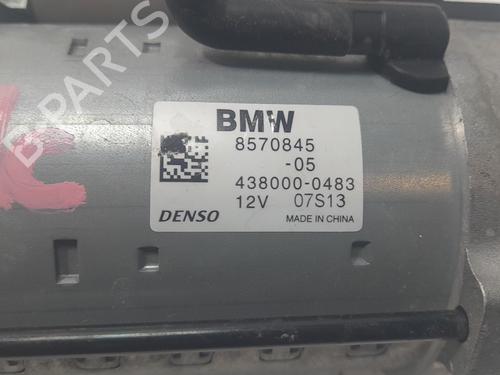 B-PARTS
BMW
8570845
-05
438000-0483
12V 07S13
DENSO MADE IN CHINA